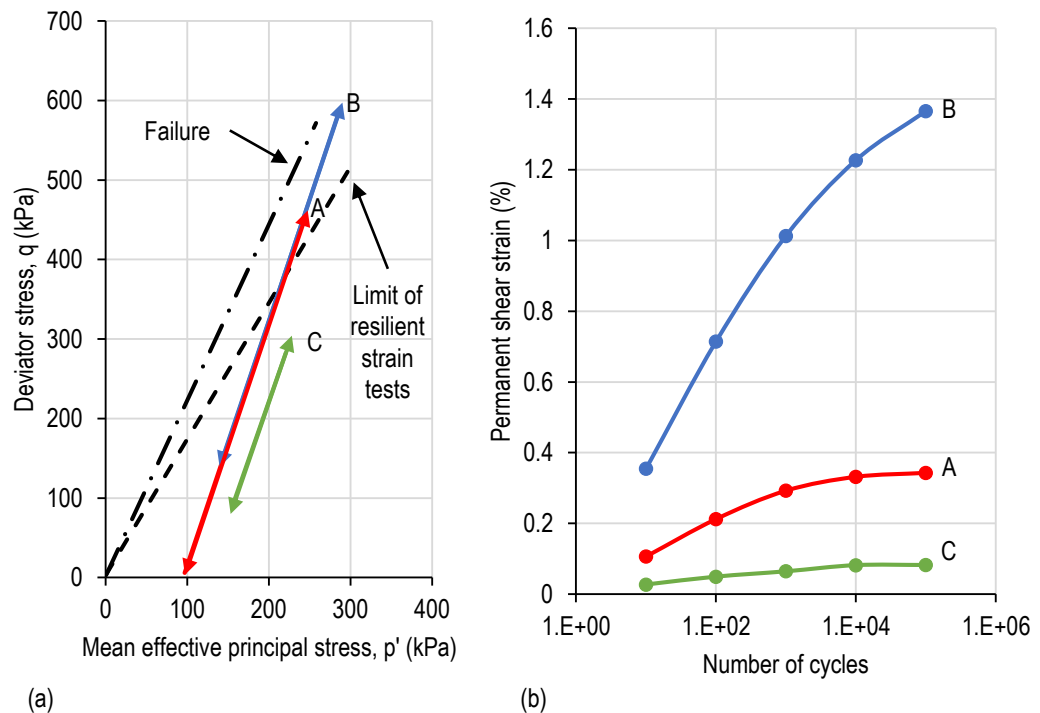 700
600
500
400
300
200
100
0
0
100
200
300
400
Deviator stress, q (kPa)
Mean effective principal stress, p' (kPa)
Failure
B
A
C
Limit of
resilient
strain
tests
(a)
1.6
1.4
1.2
1
0.8
0.6
0.4
0.2
0
1.E+00
1.E+02
1.E+04
1.E+06
Permanent shear strain (%)
Number of cycles
B
A
C
(b)